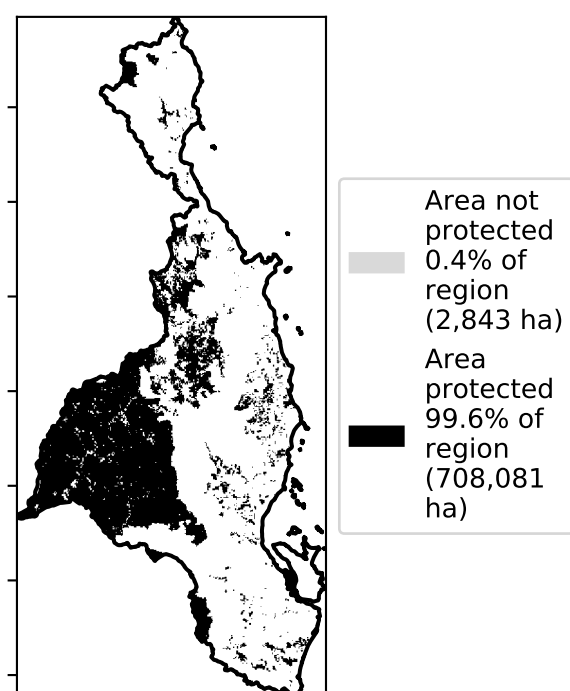 Area not
protected
0.4% of
region
(2,843 ha)
Area
protected
99.6% of
region
(708,081
ha)